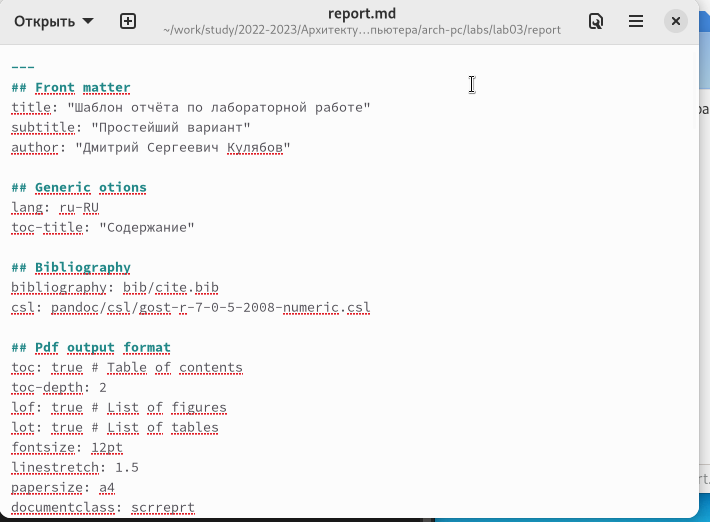 Открыть
report.md
~/work/study/2022-2023/Архитекту…пьютера/arch-pc/labs/lab03/report
---
## Front matter
title: "Шаблон отчёта по лабораторной работе"
subtitle: "Простейший вариант"
author: "Дмитрий Сергеевич Кулябов"
## Generic otions
lang: ru-RU
toc-title: "Содержание"
## Bibliography
bibliography: bib/cite.bib
csl: pandoc/csl/gost-r-7-0-5-2008-numeric.csl
## Pdf output format
toc: true # Table of contents
toc-depth: 2
lof: true # List of figures
lot: true # List of tables
fontsize: 12pt
linestretch: 1.5
papersize: a4
documentclass: scrreprt